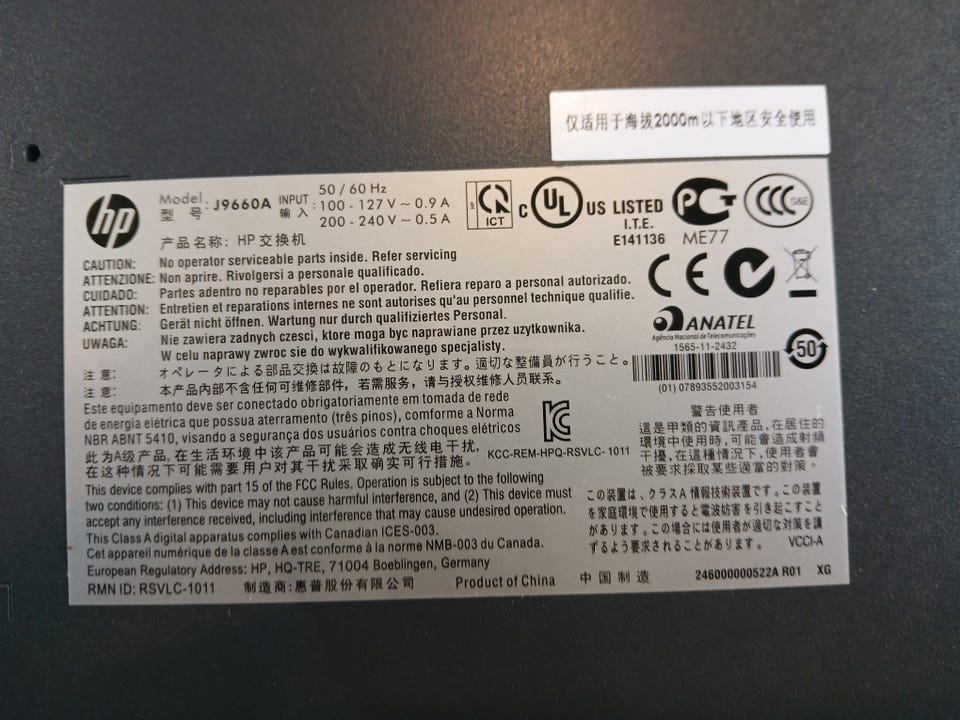 仅适用于海拔2000m以下地区安全使用
hp
Model 型 号: J9660A
INPUT 输 入:
50 / 60 Hz
100 - 127 V ~ 0.9 A
200 - 240 V ~ 0.5 A
产品名称: HP 交换机
ICT
C UL US LISTED
I.T.E.
E141136
PCT
ME77
CCC S&E
CAUTION: No operator serviceable parts inside. Refer servicing
ATTENZIONE: Non aprire. Rivolgersi a personale qualificado.
CUIDADO: Partes adentro no reparables por el operador. Refiera reparo a personal autorizado.
ATTENTION: Entretien et reparations internes ne sont autorises qu'au personnel technique qualifie.
ACHTUNG: Gerät nicht öffnen. Wartung nur durch qualifiziertes Personal.
UWAGA: Nie zawiera zadnych czesci, ktore moga byc naprawiane przez uzytkownika.
W celu naprawy zwroc sie do wykwalifikowanego specjalisty.
注 意: オペレータによる部品交換は故障のもとになります。適切な整備員が行うこと。
注 意: 本产品内部不含任何可维修部件，若需服务，请与授权维修人员联系。
CE
ANATEL
Agência Nacional de Telecomunicações
1565-11-2432
(01) 07893552003154
50
Este equipamento deve ser conectado obrigatoriamente em tomada de rede
de energia elétrica que possua aterramento (três pinos), comforme a Norma
NBR ABNT 5410, visando a segurança dos usuários contra choques elétricos
此为A级产品, 在生活环境中该产品可能会造成无线电干扰,
在这种情况下可能需要用户对其干扰采取确实可行措施。
KCC-REM-HPQ-RSVLC- 1011
警告使用者
這是甲類的資訊產品, 在居住的
環境中使用時, 可能會造成射頻
干擾, 在這種情況下, 使用者會
被要求採取某些適當的對策。
This device complies with part 15 of the FCC Rules. Operation is subject to the following
two conditions: (1) This device may not cause harmful interference, and (2) This device must
accept any interference received, including interference that may cause undesired operation.
This Class A digital apparatus complies with Canadian ICES-003.
Cet appareil numérique de la classe A est conforme à la norme NMB-003 du Canada.
European Regulatory Address: HP, HQ-TRE, 71004 Boeblingen, Germany
この装置は、クラスA 情報技術装置です。この装置
を家庭環境で使用すると電波妨害を引き起こすこと
があります。この場合には使用者が適切な対策を講
ずるよう要求されることがあります。 VCCI-A
RMN ID: RSVLC-1011 制造商:惠普股份有限公司 Product of China 中国制造 246000000522A R01 XG